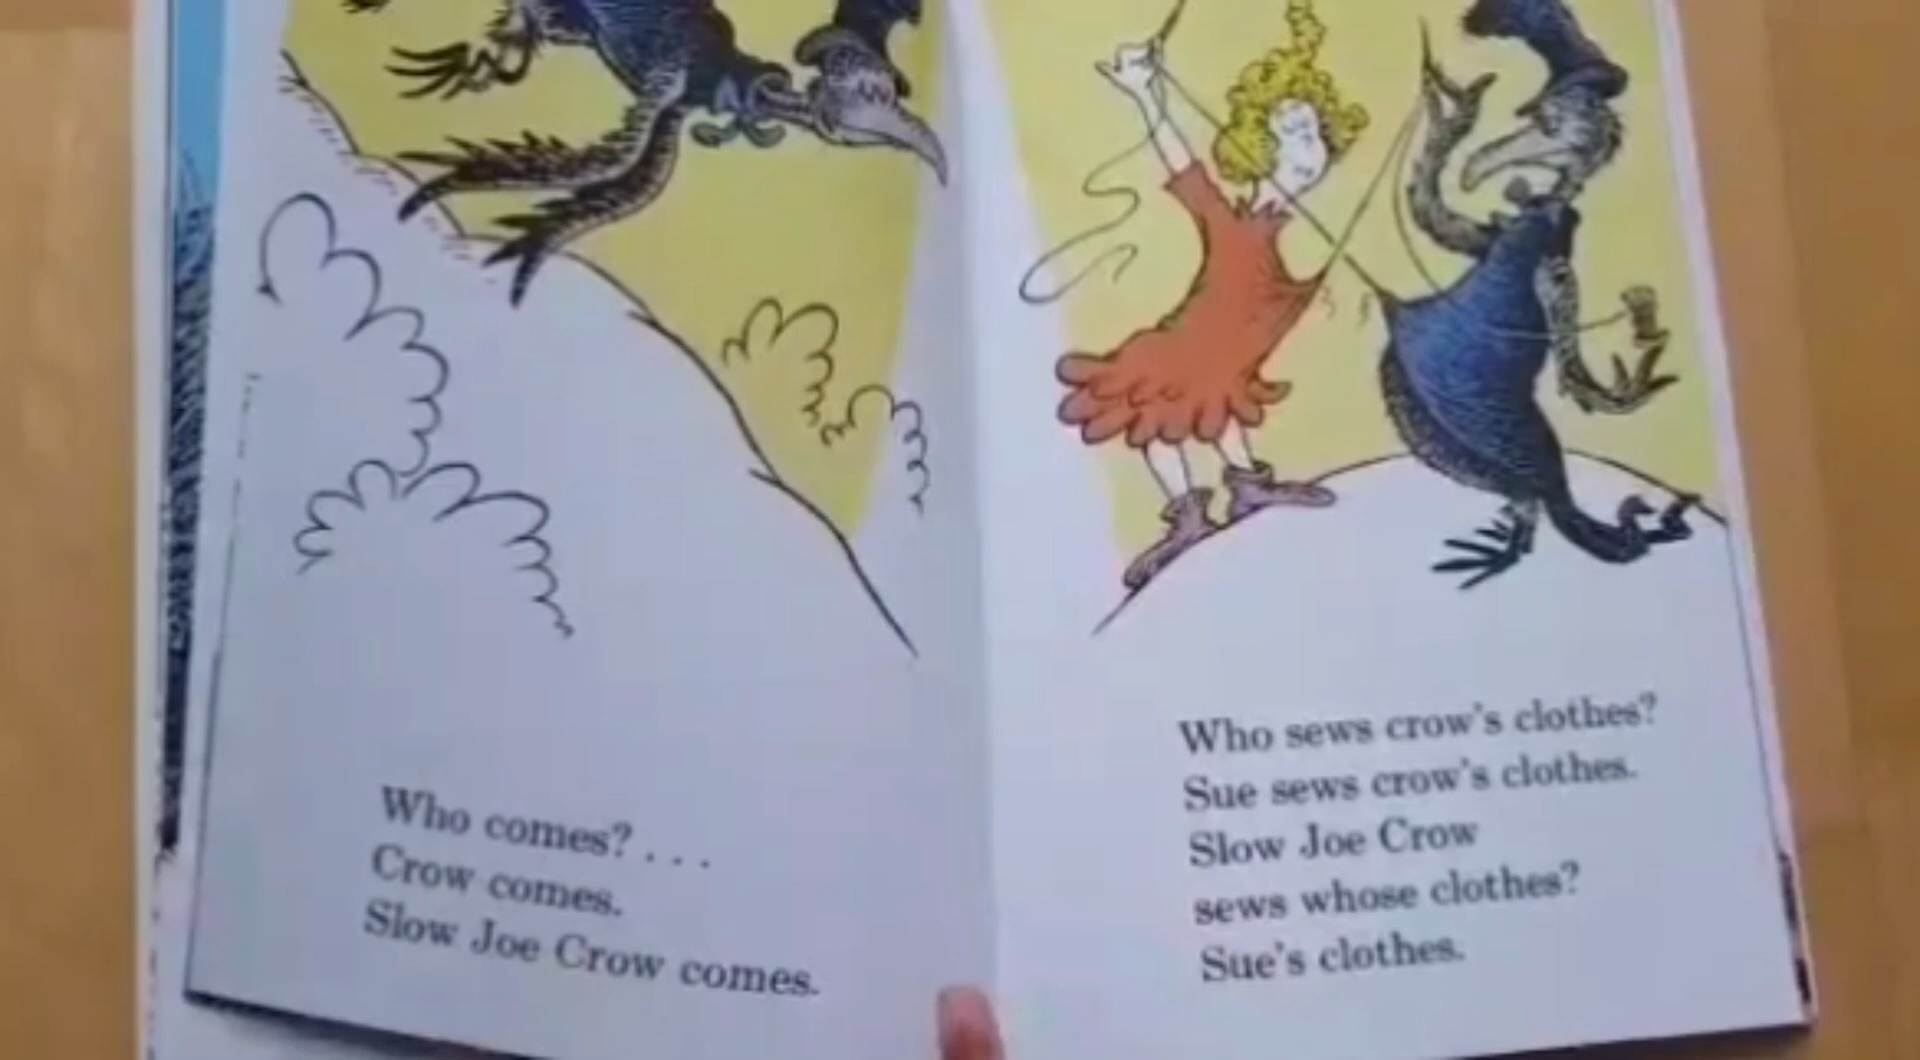 Who comes? . . .
Crow comes.
Slow Joe Crow comes.
Who sews crow's clothes?
Sue sews crow's clothes.
Slow Joe Crow
sews whose clothes?
Sue's clothes.